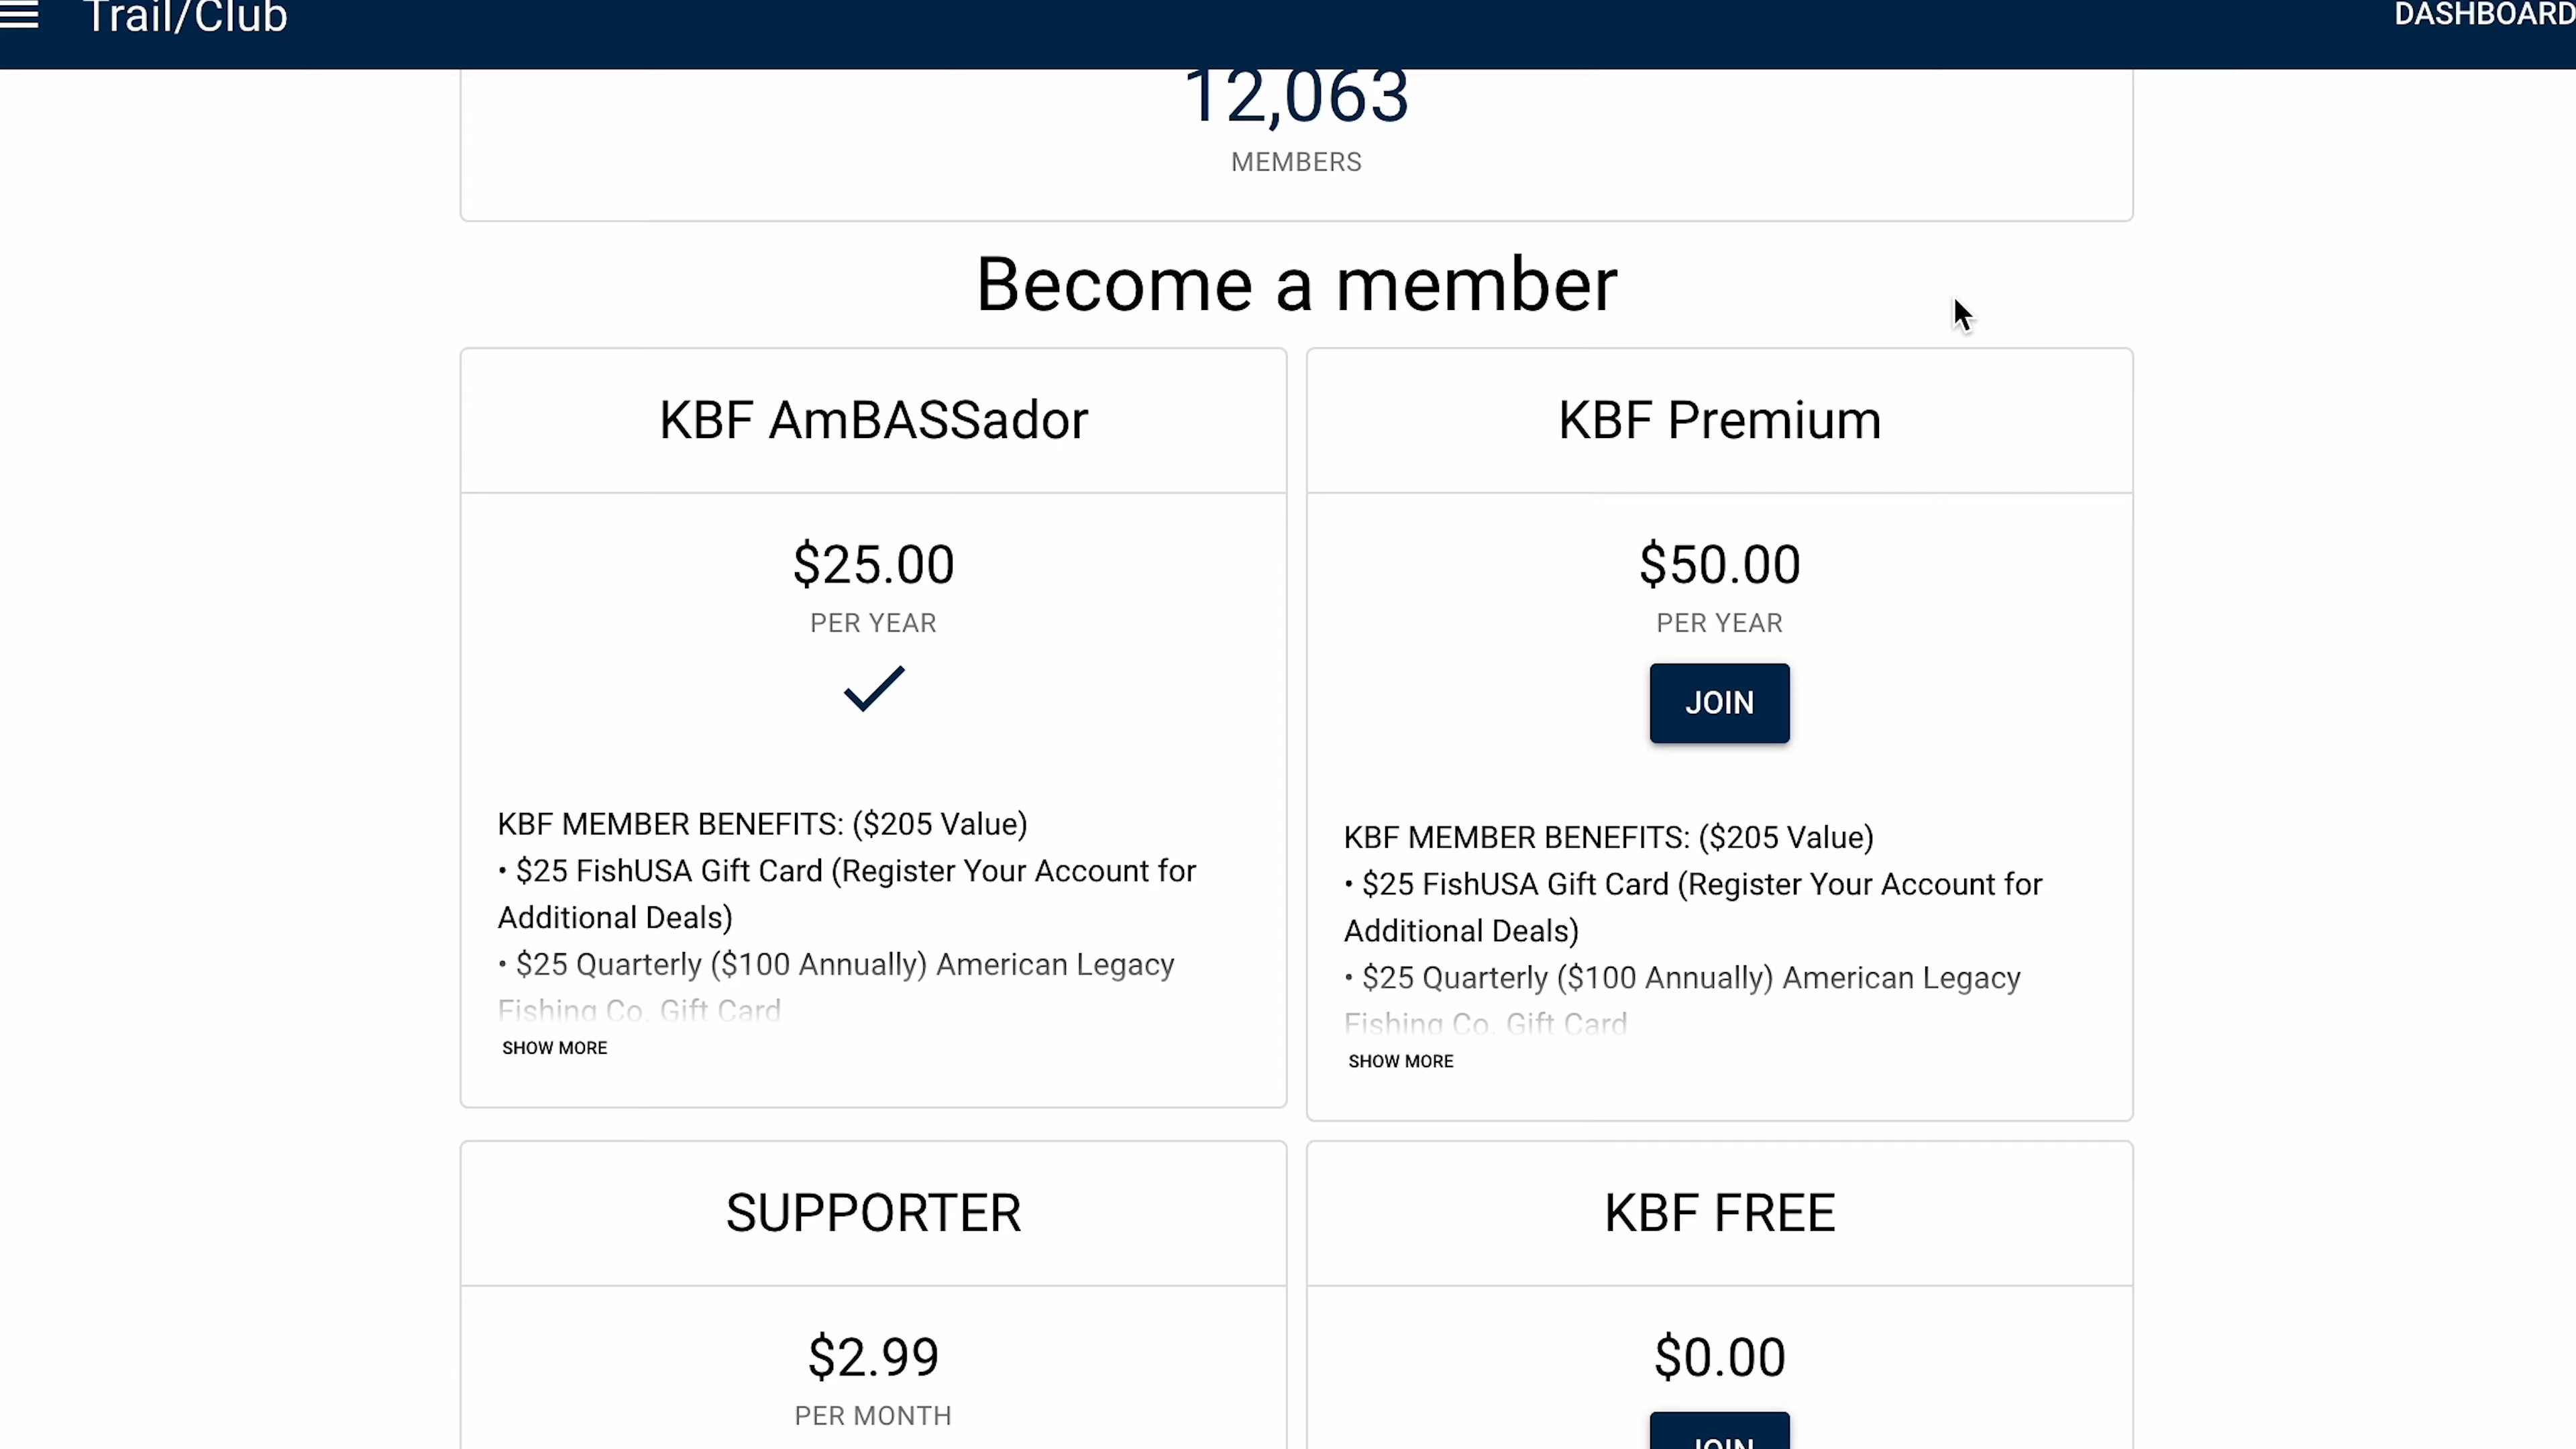 Trail/Club
DASHBOARD
12,063
MEMBERS
Become a member
KBF AmBASSador
$25.00
PER YEAR
KBF MEMBER BENEFITS: ($205 Value)
• $25 FishUSA Gift Card (Register Your Account for
Additional Deals)
• $25 Quarterly ($100 Annually) American Legacy
Fishing Co. Gift Card
SHOW MORE
KBF Premium
$50.00
PER YEAR
JOIN
KBF MEMBER BENEFITS: ($205 Value)
• $25 FishUSA Gift Card (Register Your Account for
Additional Deals)
• $25 Quarterly ($100 Annually) American Legacy
Fishing Co. Gift Card
SHOW MORE
SUPPORTER
$2.99
PER MONTH
KBF FREE
$0.00
JOIN